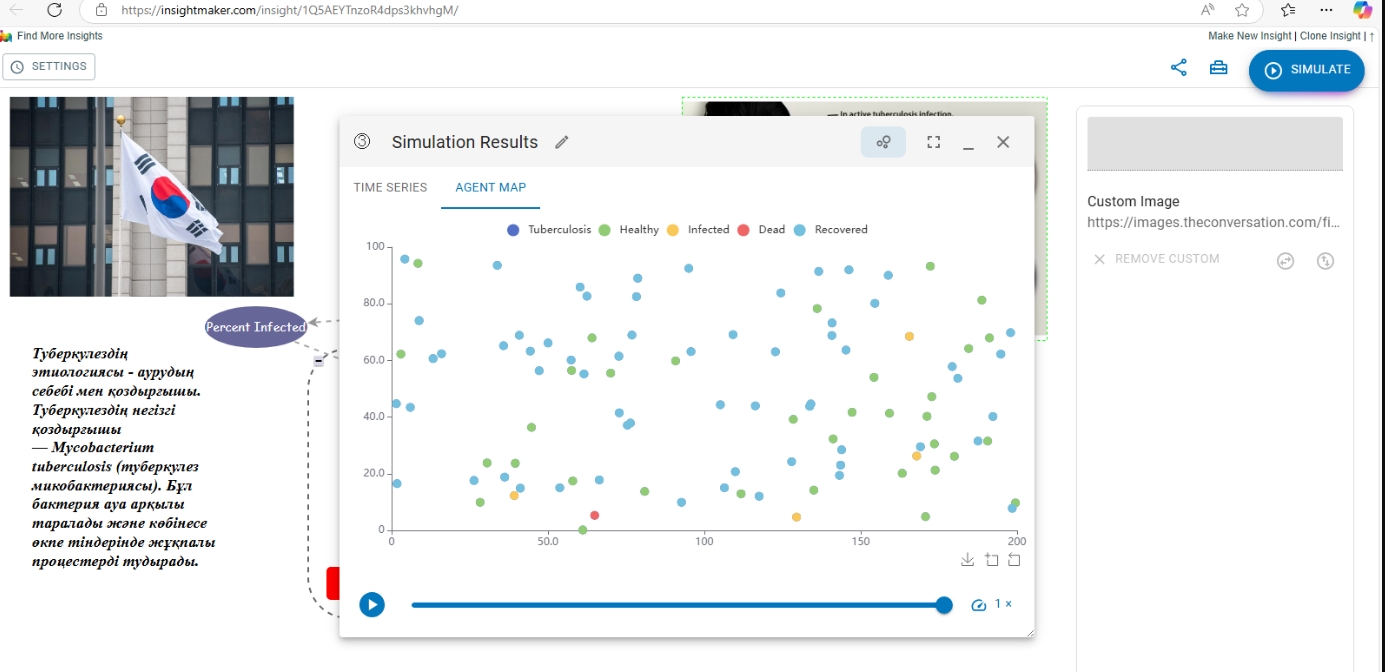 https://insightmaker.com/insight/1Q5AEYTnzoR4dps3khvhgM/
Find More Insights
Make New Insight | Clone Insight | ↑
SETTINGS
SIMULATE
In active tuberculosis infection,
Simulation Results
TIME SERIES
AGENT MAP
Tuberculosis Healthy Infected Dead Recovered
100
80.0
60.0
40.0
20.0
0
0 50.0 100 150 200
1 ×
Percent Infected
Туберкулездің
этиологиясы - аурудың
себебі мен қоздырғышы.
Туберкулездің негізгі
қоздырғышы
— Mycobacterium
tuberculosis (туберкулез
микобактериясы). Бұл
бактерия ауа арқылы
таралады және көбінесе
өкпе тіндерінде жұқпалы
процестерді тудырады.
Custom Image
https://images.theconversation.com/fi...
REMOVE CUSTOM